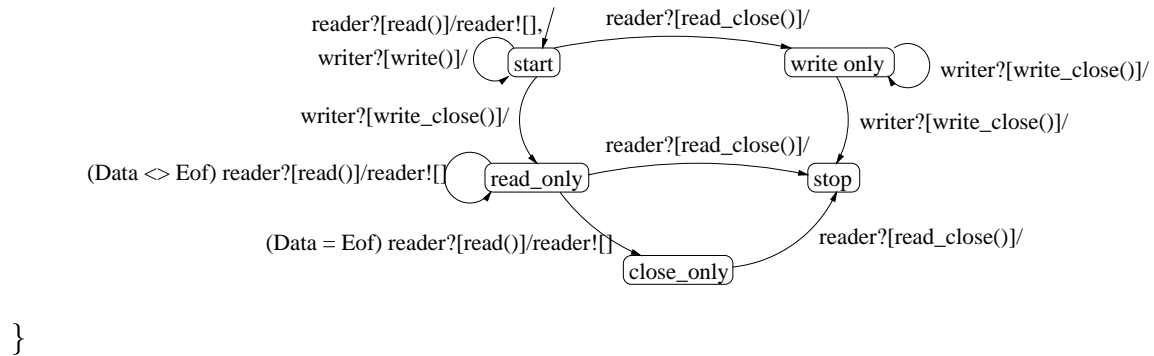 reader?[read()]/reader![],
reader?[read_close()]/
writer?[write()]/
start
write only
writer?[write_close()]/
writer?[write_close()]/
writer?[write_close()]/
reader?[read_close()]/
(Data <> Eof) reader?[read()]/reader![]
read_only
stop
(Data = Eof) reader?[read()]/reader![]
reader?[read_close()]/
close_only
}